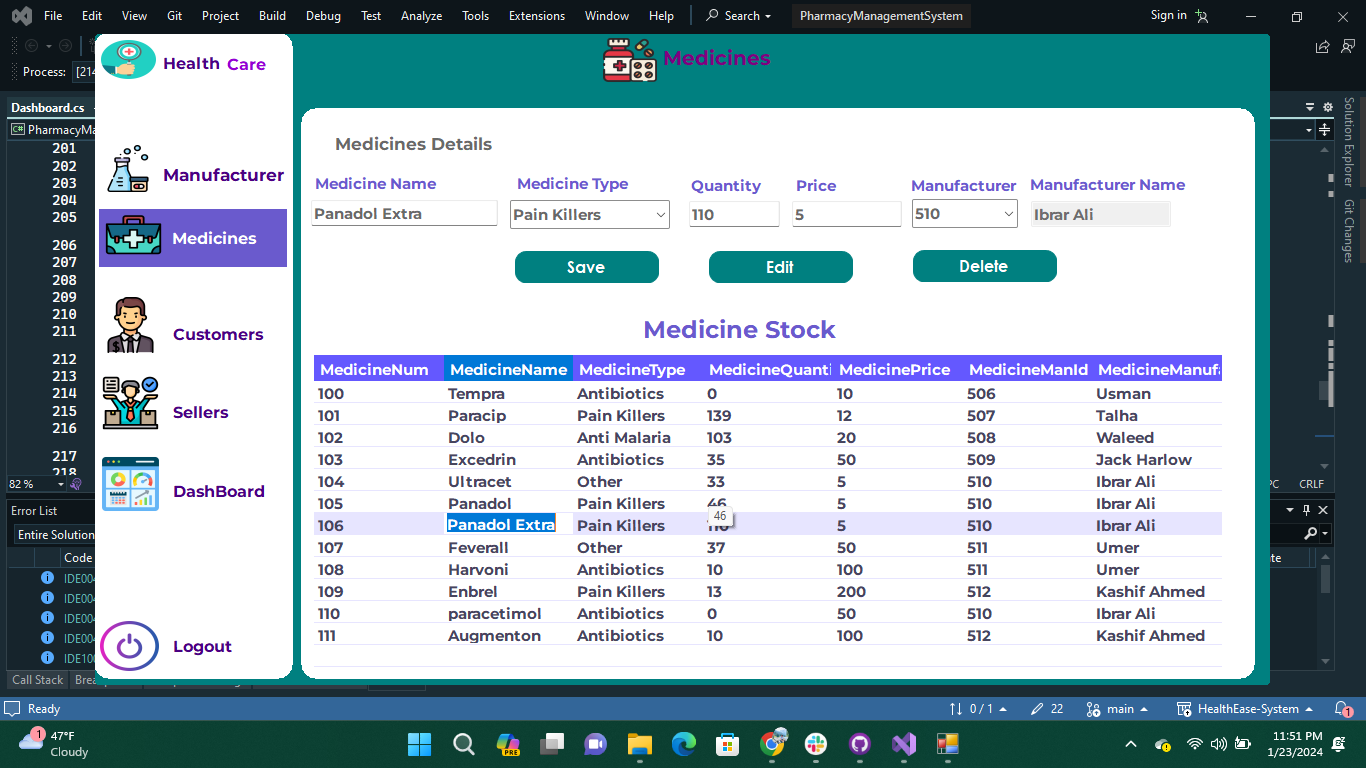 File Edit View Git Project Build Debug Test Analyze Tools Extensions Window Help Search PharmacyManagementSystem Sign in
Process: [214
Health Care
Medicines
Dashboard.cs
PharmacyMa
Solution Explorer
Git Changes
201
202
203
204
205
206
207
208
209
210
211
212
213
214
215
216
217
218
82 %
PC CRLF
Manufacturer
Medicines
Customers
Sellers
DashBoard
Logout
Medicines Details
Medicine Name Medicine Type Quantity Price Manufacturer Manufacturer Name
Panadol Extra Pain Killers 110 5 510 Ibrar Ali
Save Edit Delete
Medicine Stock
MedicineNum MedicineName MedicineType MedicineQuanti MedicinePrice MedicineManId MedicineManufa
100 Tempra Antibiotics 0 10 506 Usman
101 Paracip Pain Killers 139 12 507 Talha
102 Dolo Anti Malaria 103 20 508 Waleed
103 Excedrin Antibiotics 35 50 509 Jack Harlow
104 Ultracet Other 33 5 510 Ibrar Ali
105 Panadol Pain Killers 46 5 510 Ibrar Ali
46
106 Panadol Extra Pain Killers 110 5 510 Ibrar Ali
107 Feverall Other 37 50 511 Umer
108 Harvoni Antibiotics 10 100 511 Umer
109 Enbrel Pain Killers 13 200 512 Kashif Ahmed
110 paracetimol Antibiotics 0 50 510 Ibrar Ali
111 Augmenton Antibiotics 10 100 512 Kashif Ahmed
Error List
Entire Solution
Code
IDE004
IDE004
IDE004
IDE004
IDE100
Call Stack
Ready 0 / 1 22 main HealthEase-System 1
1 47°F
Cloudy
PRE
11:51 PM
1/23/2024